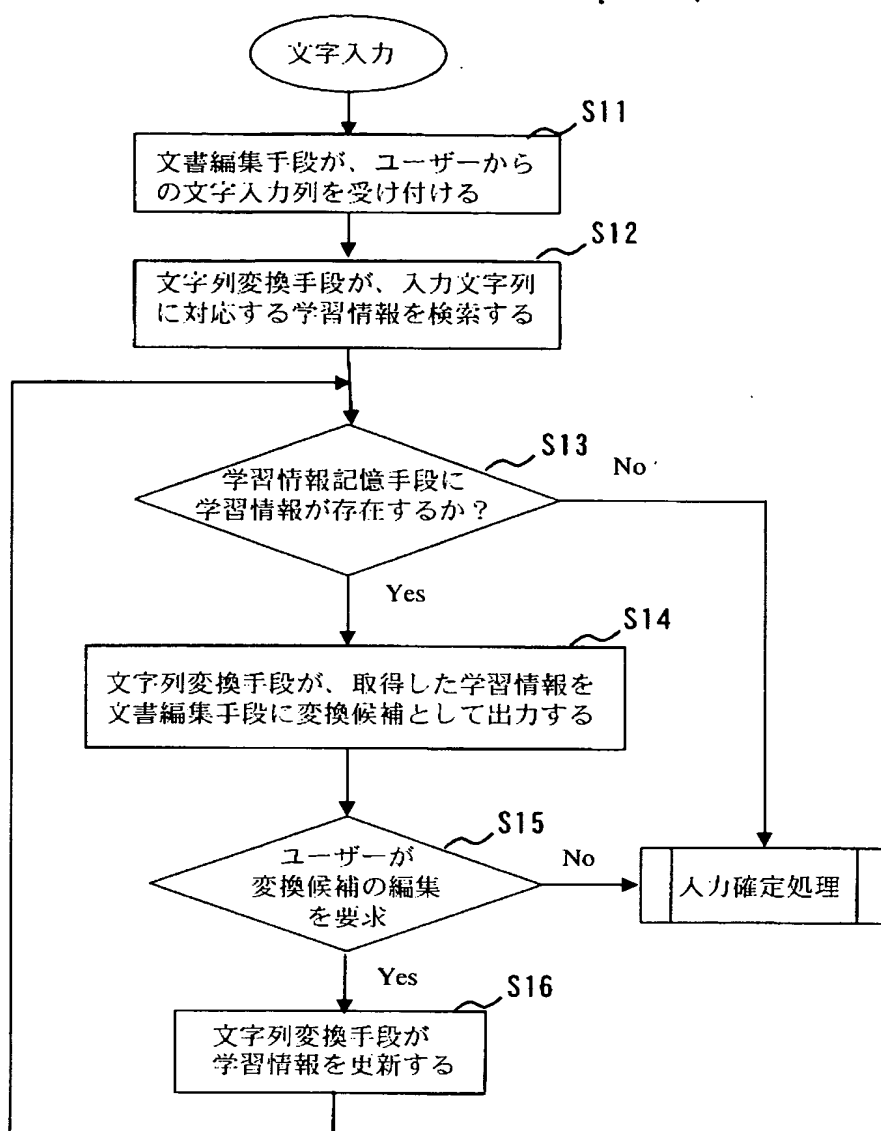 文字入力
S11
文書編集手段が、ユーザーから
の文字入力列を受け付ける
S12
文字列変換手段が、入力文字列
に対応する学習情報を検索する
S13
学習情報記憶手段に
学習情報が存在するか?
No
Yes
S14
文字列変換手段が、取得した学習情報を
文書編集手段に変換候補として出力する
S15
ユーザーが
変換候補の編集
を要求
No
入力確定処理
Yes
S16
文字列変換手段が
学習情報を更新する